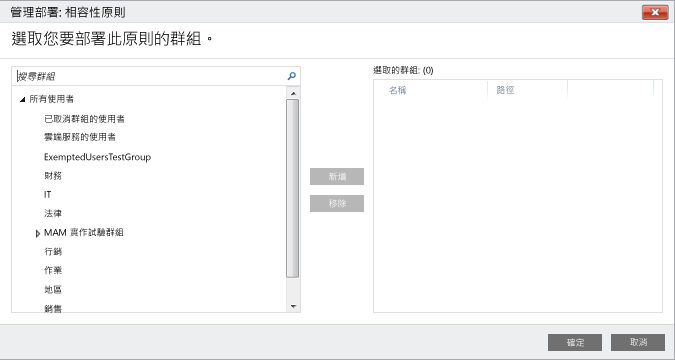 管理部署: 相容性原則
選取您要部署此原則的群組。
搜尋群組
選取的群組: (0)
名稱 路徑
所有使用者
已取消群組的使用者
雲端服務的使用者
ExemptedUsersTestGroup
財務
IT
法律
MAM 實作試驗群組
行銷
作業
地區
銷售
新增
移除
確定 取消